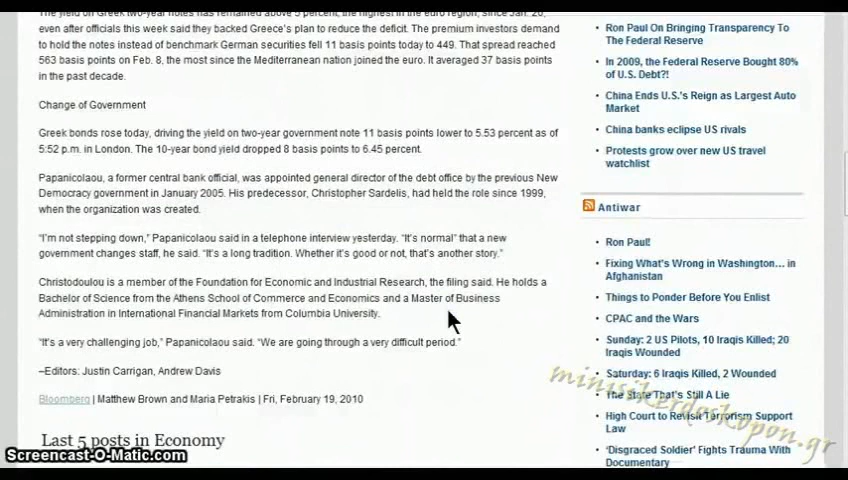 The yield on Greek two-year notes has remained above 5 percent, the highest in the euro region, since Jan. 20,
even after officials this week said they backed Greece's plan to reduce the deficit. The premium investors demand
to hold the notes instead of benchmark German securities fell 11 basis points today to 449. That spread reached
563 basis points on Feb. 8, the most since the Mediterranean nation joined the euro. It averaged 37 basis points
in the past decade.
Change of Government
Greek bonds rose today, driving the yield on two-year government note 11 basis points lower to 5.53 percent as of
5:52 p.m. in London. The 10-year bond yield dropped 8 basis points to 6.45 percent.
Papanicolaou, a former central bank official, was appointed general director of the debt office by the previous New
Democracy government in January 2005. His predecessor, Christopher Sardelis, had held the role since 1999,
when the organization was created.
“I'm not stepping down,” Papanicolaou said in a telephone interview yesterday. “It's normal” that a new
government changes staff, he said. “It's a long tradition. Whether it's good or not, that's another story.”
Christodoulou is a member of the Foundation for Economic and Industrial Research, the filing said. He holds a
Bachelor of Science from the Athens School of Commerce and Economics and a Master of Business
Administration in International Financial Markets from Columbia University.
“It's a very challenging job,” Papanicolaou said. “We are going through a very difficult period.”
–Editors: Justin Carrigan, Andrew Davis
Bloomberg | Matthew Brown and Maria Petrakis | Fri, February 19, 2010
Last 5 posts in Economy
Ron Paul On Bringing Transparency To
The Federal Reserve
In 2009, the Federal Reserve Bought 80%
of U.S. Debt?!
China Ends U.S.'s Reign as Largest Auto
Market
China banks eclipse US rivals
Protests grow over new US travel
watchlist
Antiwar
Ron Paul!
Fixing What's Wrong in Washington... in
Afghanistan
Things to Ponder Before You Enlist
CPAC and the Wars
Sunday: 2 US Pilots, 10 Iraqis Killed; 20
Iraqis Wounded
Saturday: 6 Iraqis Killed, 2 Wounded
The State That's Still A Lie
High Court to Revisit Terrorism Support
Law
'Disgraced Soldier' Fights Trauma With
Documentary
minisikerdoskopon.gr
Screencast-O-Matic.com